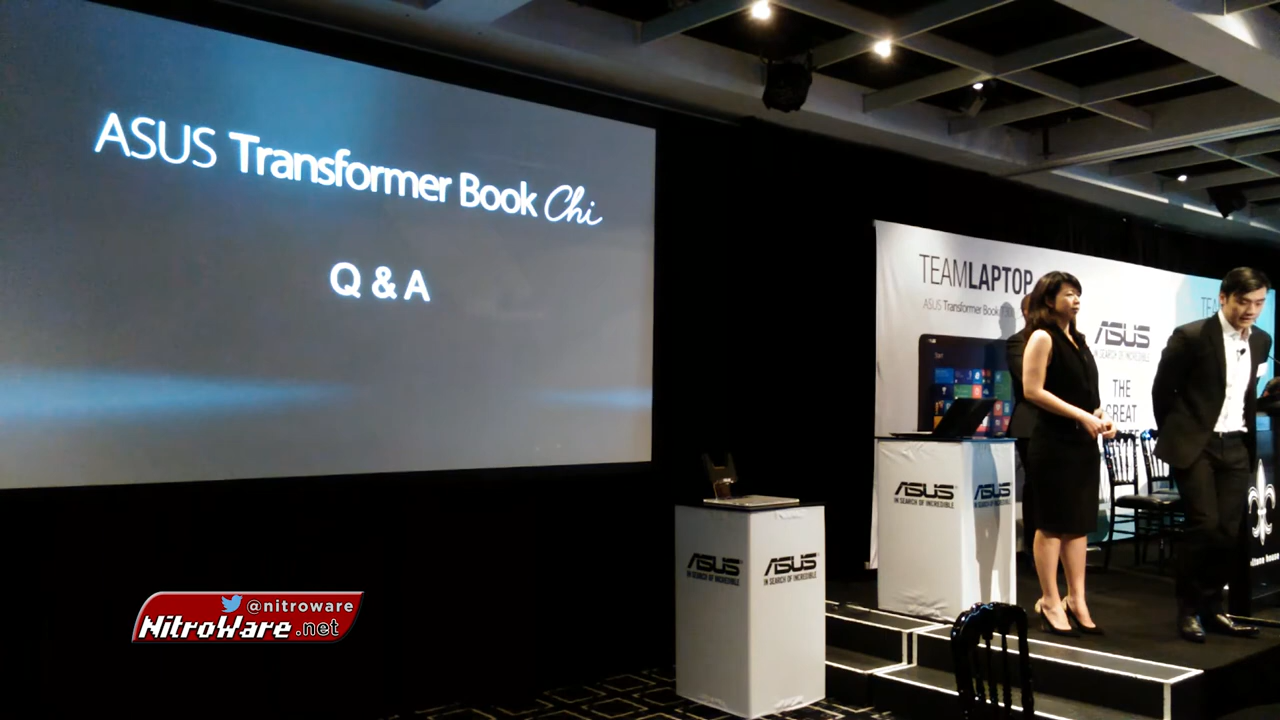 ASUS Transformer Book Chi
Q & A
TEAMLAPTOP
ASUS Transformer Book
ASUS
IN SEARCH OF INCREDIBLE
THE
GREAT
ASUS
IN SEARCH OF INCREDIBLE
ASUS
IN SEARCH OF INCREDIBLE
ASUS
IN SEARCH OF INCREDIBLE
ASUS
IN SEARCH OF INCREDIBLE
@nitroware
NitroWare.net